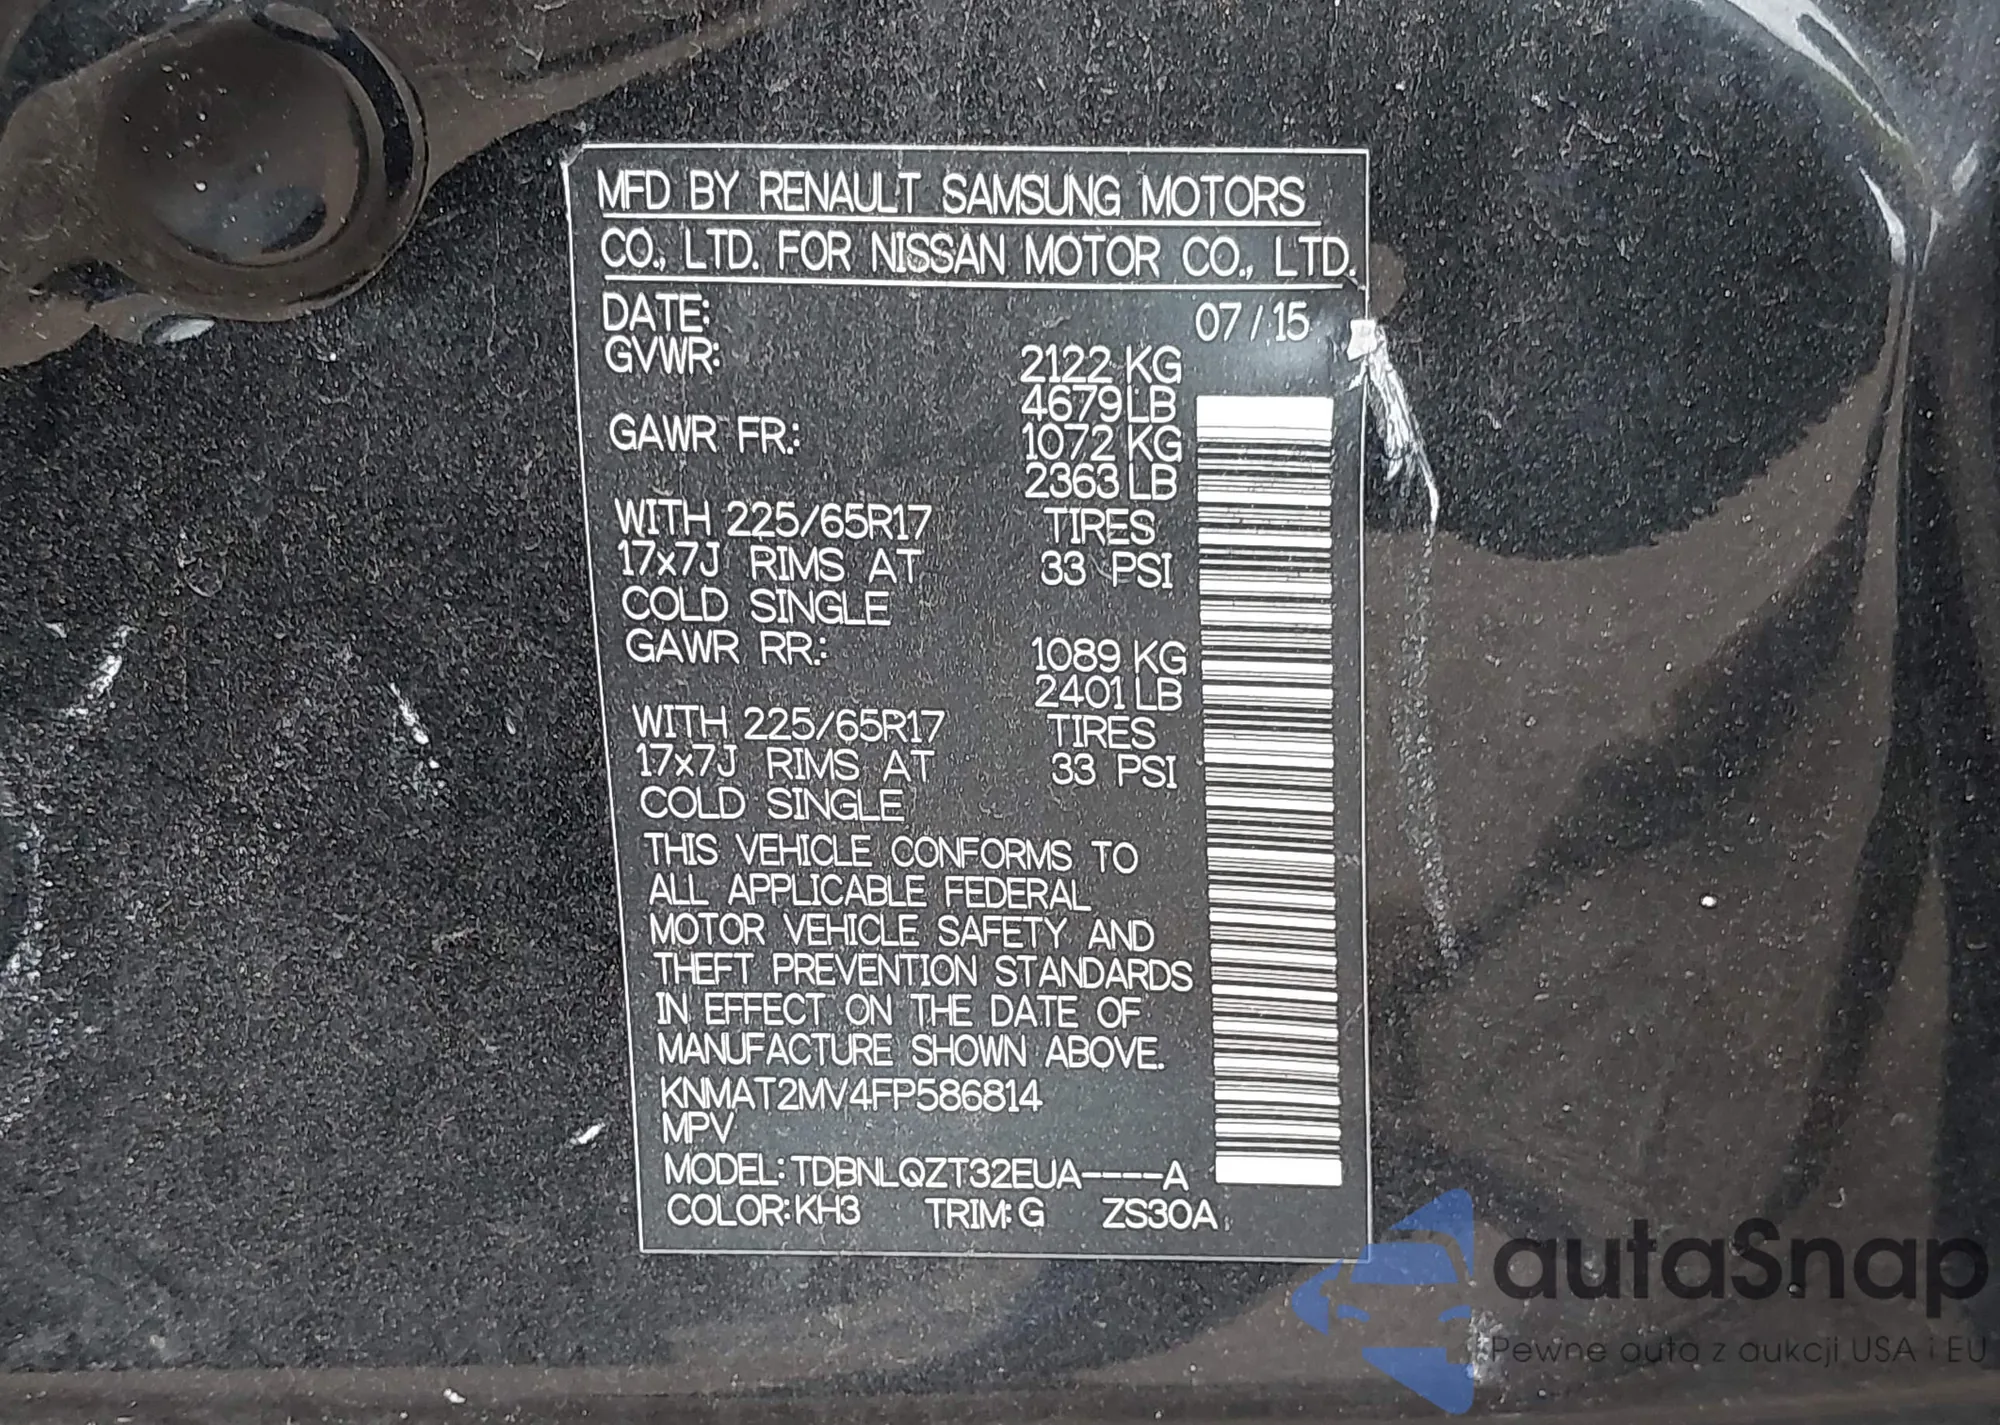 MFD BY RENAULT SAMSUNG MOTORS
CO., LTD. FOR NISSAN MOTOR CO., LTD.
DATE: 07/15
GVWR: 2122 KG
4679 LB
GAWR FR.: 1072 KG
2363 LB
WITH 225/65R17 TIRES
17x7J RIMS AT 33 PSI
COLD SINGLE
GAWR RR.: 1089 KG
2401 LB
WITH 225/65R17 TIRES
17x7J RIMS AT 33 PSI
COLD SINGLE
THIS VEHICLE CONFORMS TO
ALL APPLICABLE FEDERAL
MOTOR VEHICLE SAFETY AND
THEFT PREVENTION STANDARDS
IN EFFECT ON THE DATE OF
MANUFACTURE SHOWN ABOVE.
KNMAT2MV4FP586814
MPV
MODEL: TDBNLQZT32EUA----A
COLOR: KH3 TRIM: G ZS30A
autaSnap
Pewne auta z aukcji USA i EU